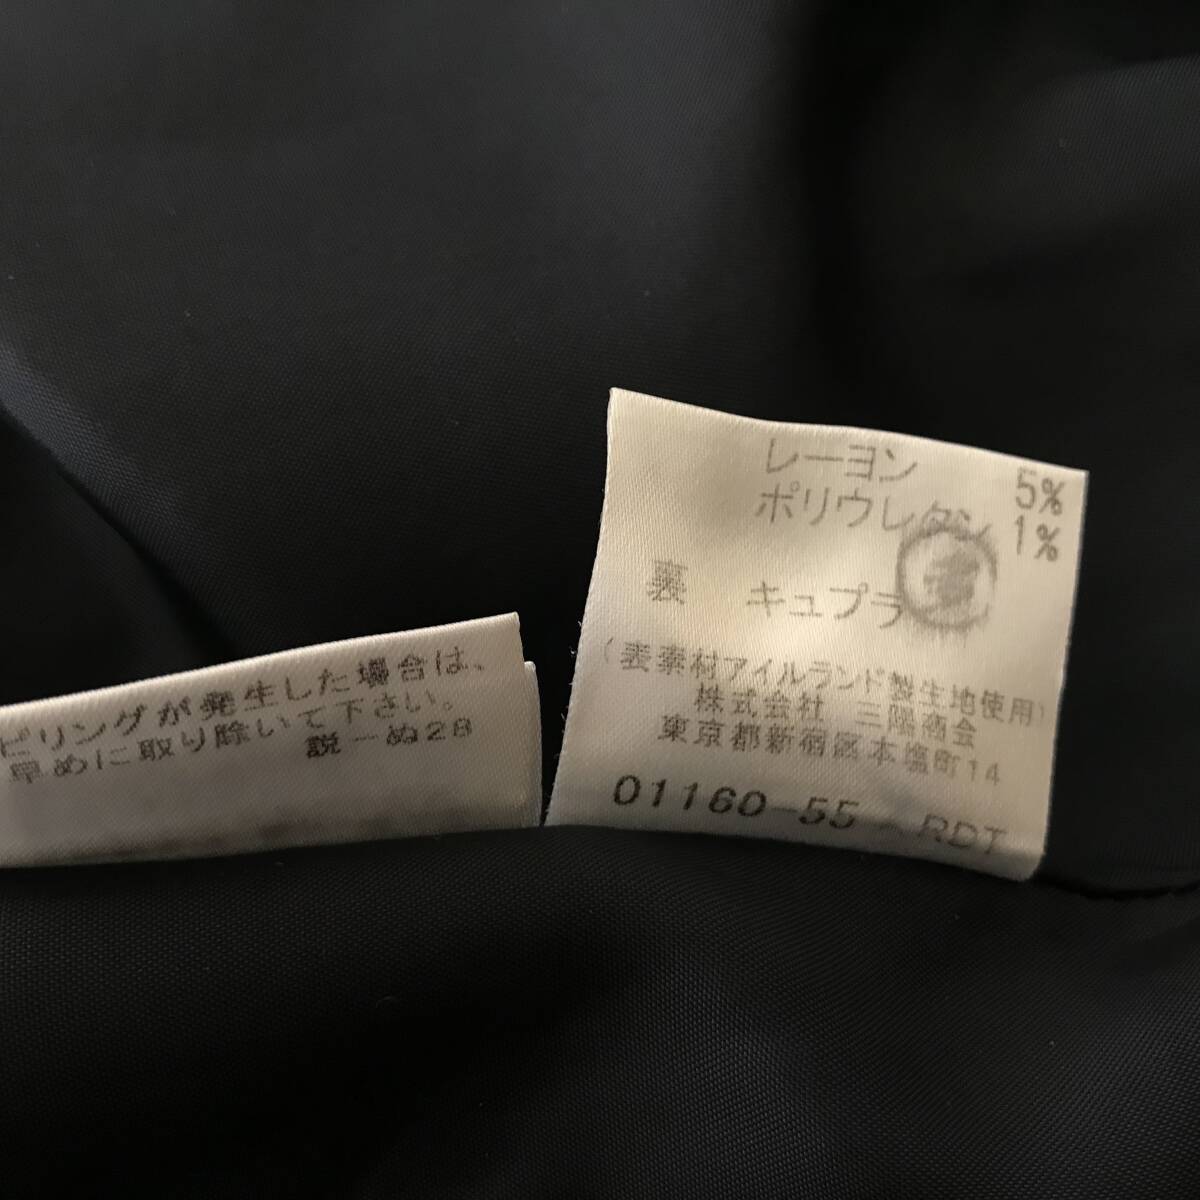 ピリングが発生した場合は、
早めに取り除いて下さい。
説－ぬ28
レーヨン 5%
ポリウレタン 1%
裏 キュプラ
(表素材アイルランド製生地使用)
株式会社 三陽商会
東京都新宿区本塩町14
01160-55 RDT